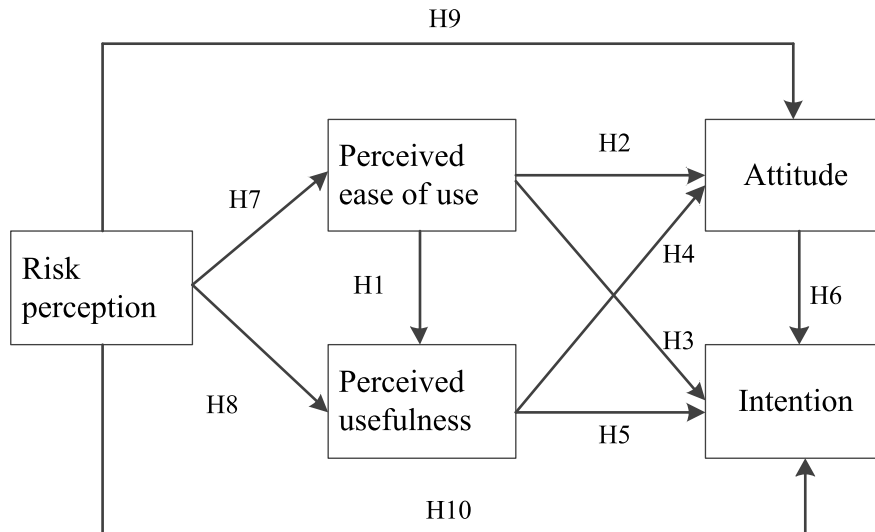 H9
Perceived
ease of use
H2
Attitude
H7
H4
Risk
perception
H1
H6
H3
Perceived
usefulness
Intention
H8
H5
H10